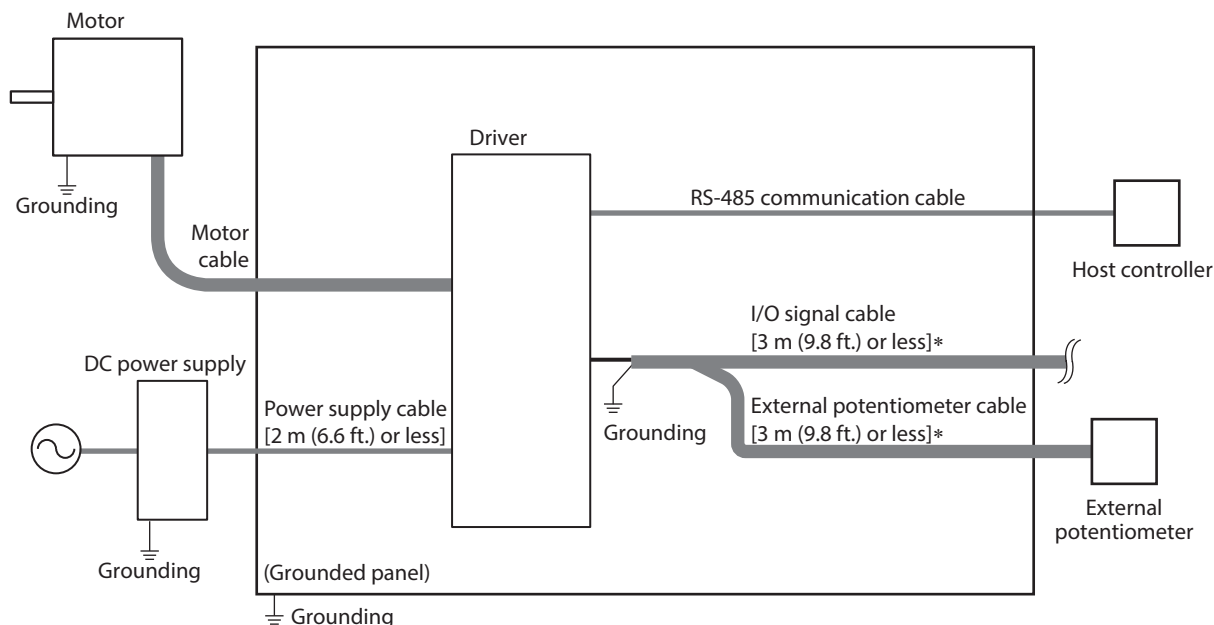 Motor
Grounding
Motor
cable
Driver
RS-485 communication cable
Host controller
I/O signal cable
[3 m (9.8 ft.) or less]*
DC power supply
Power supply cable
[2 m (6.6 ft.) or less]
Grounding
External potentiometer cable
[3 m (9.8 ft.) or less]*
External
potentiometer
Grounding
(Grounded panel)
Grounding